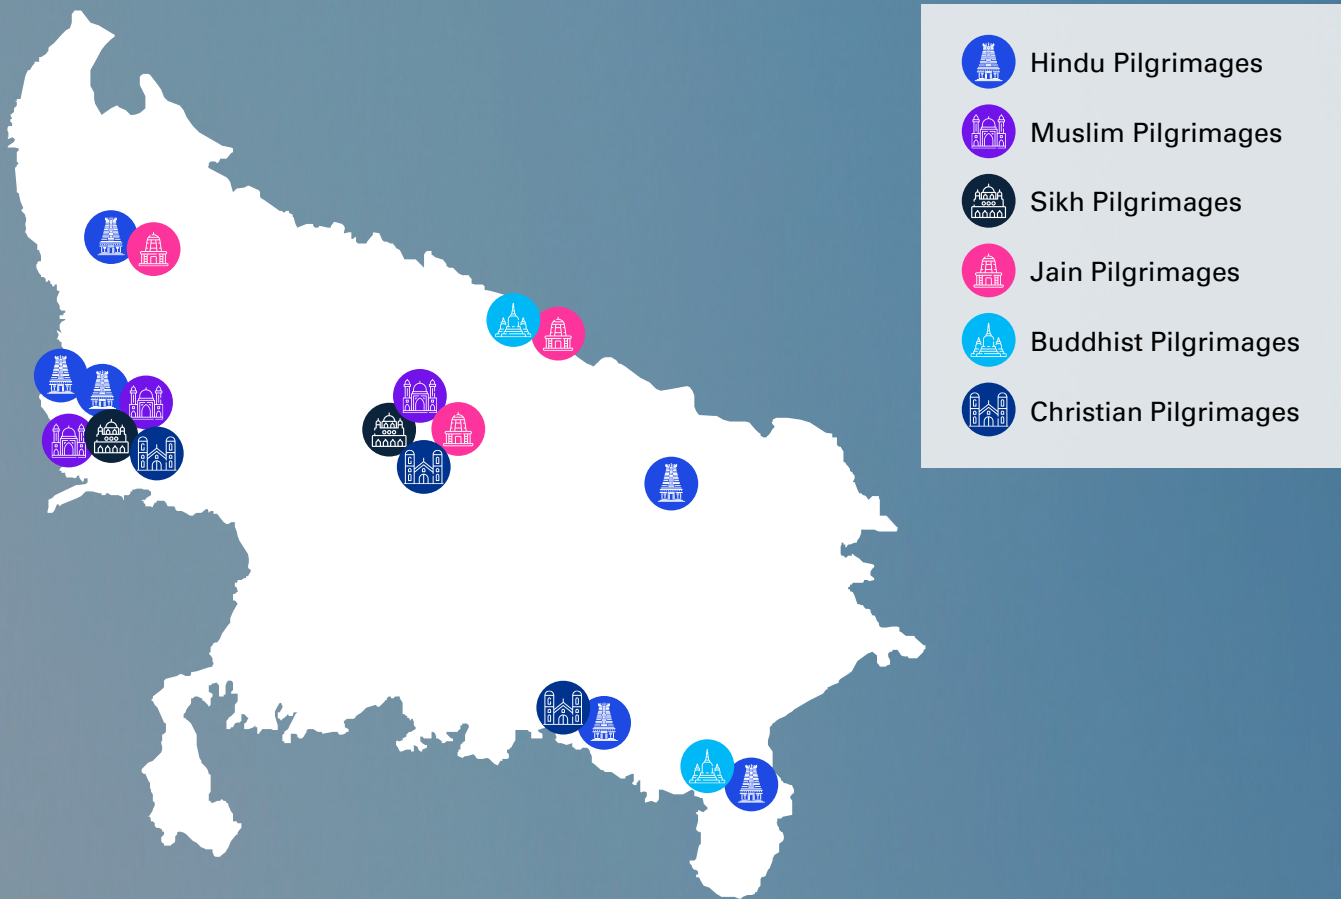 Hindu Pilgrimages
Muslim Pilgrimages
Sikh Pilgrimages
Jain Pilgrimages
Buddhist Pilgrimages
Christian Pilgrimages